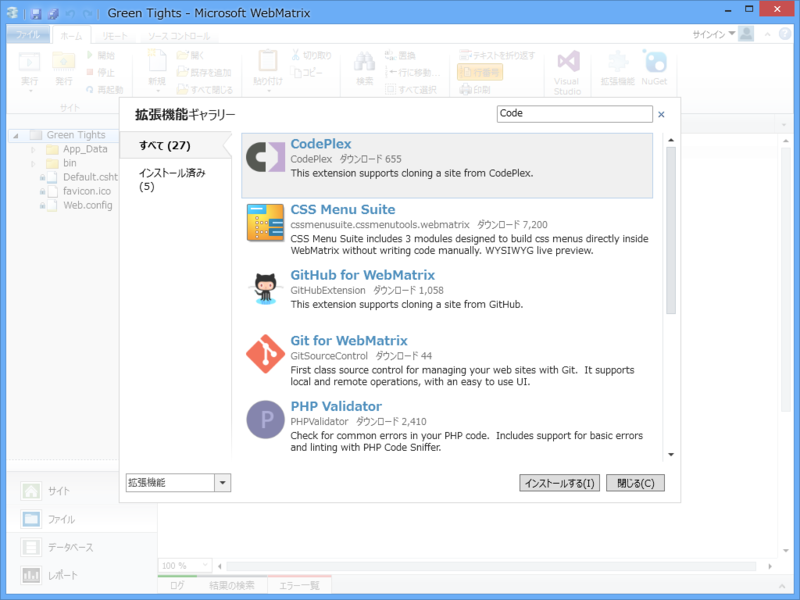 Green Tights - Microsoft WebMatrix
ファイル
ホーム
リモート
ソース コントロール
サインイン
実行
発行
開始
停止
再起動
サイト
新規
開く
既存を追加
すべて閉じる
貼り付け
切り取り
コピー
検索
置換
行に移動...
すべて選択
テキストを折り返す
行番号
印刷
Visual
Studio
拡張機能
NuGet
Green Tights
App_Data
bin
Default.csht
favicon.ico
Web.config
拡張機能ギャラリー
Code
すべて (27)
インストール済み
(5)
CodePlex
CodePlex ダウンロード 655
This extension supports cloning a site from CodePlex.
CSS Menu Suite
cssmenusuite.cssmenutools.webmatrix ダウンロード 7,200
CSS Menu Suite includes 3 modules designed to build css menus directly inside
WebMatrix without writing code manually. WYSIWYG live preview.
GitHub for WebMatrix
GitHubExtension ダウンロード 1,058
This extension supports cloning a site from GitHub.
Git for WebMatrix
GitSourceControl ダウンロード 44
First class source control for managing your web sites with Git. It supports
local and remote operations, with an easy to use UI.
P
PHP Validator
PHPValidator ダウンロード 2,410
Check for common errors in your PHP code. Includes support for basic errors
and linting with PHP Code Sniffer.
拡張機能
インストールする(I)
閉じる(C)
サイト
ファイル
データベース
レポート
100 %
ログ
結果の検索
エラー一覧